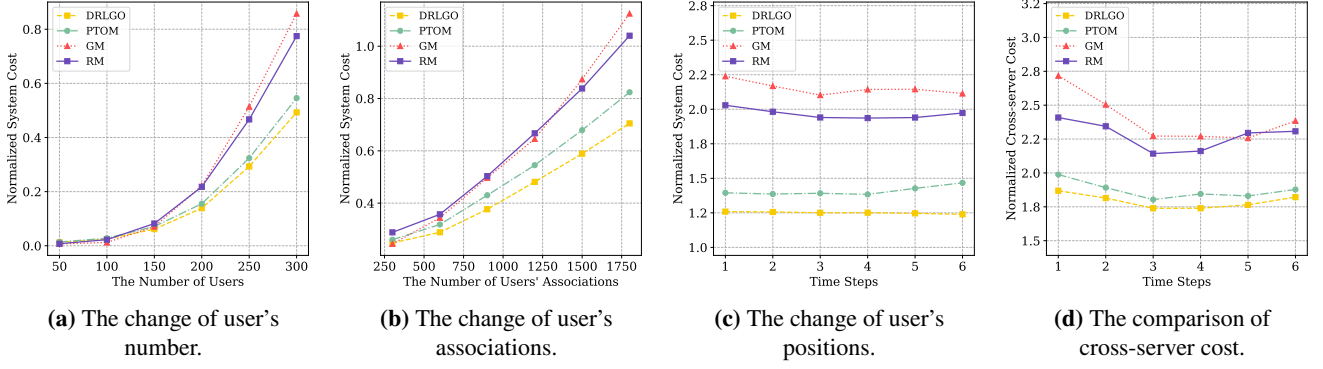 DRLGO
PTOM
GM
RM
Normalized System Cost
0.8
0.6
0.4
0.2
0.0
50 100 150 200 250 300
The Number of Users
(a) The change of user's
number.
DRLGO
PTOM
GM
RM
Normalized System Cost
1.0
0.8
0.6
0.4
250 500 750 1000 1250 1500 1750
The Number of Users' Associations
(b) The change of user's
associations.
DRLGO
PTOM
GM
RM
Normalized System Cost
2.8
2.5
2.2
2.0
1.8
1.5
1.2
1.0
1 2 3 4 5 6
Time Steps
(c) The change of user's
positions.
DRLGO
PTOM
GM
RM
Normalized Cross-server Cost
3.2
3.0
2.8
2.5
2.2
2.0
1.8
1.5
1 2 3 4 5 6
Time Steps
(d) The comparison of
cross-server cost.